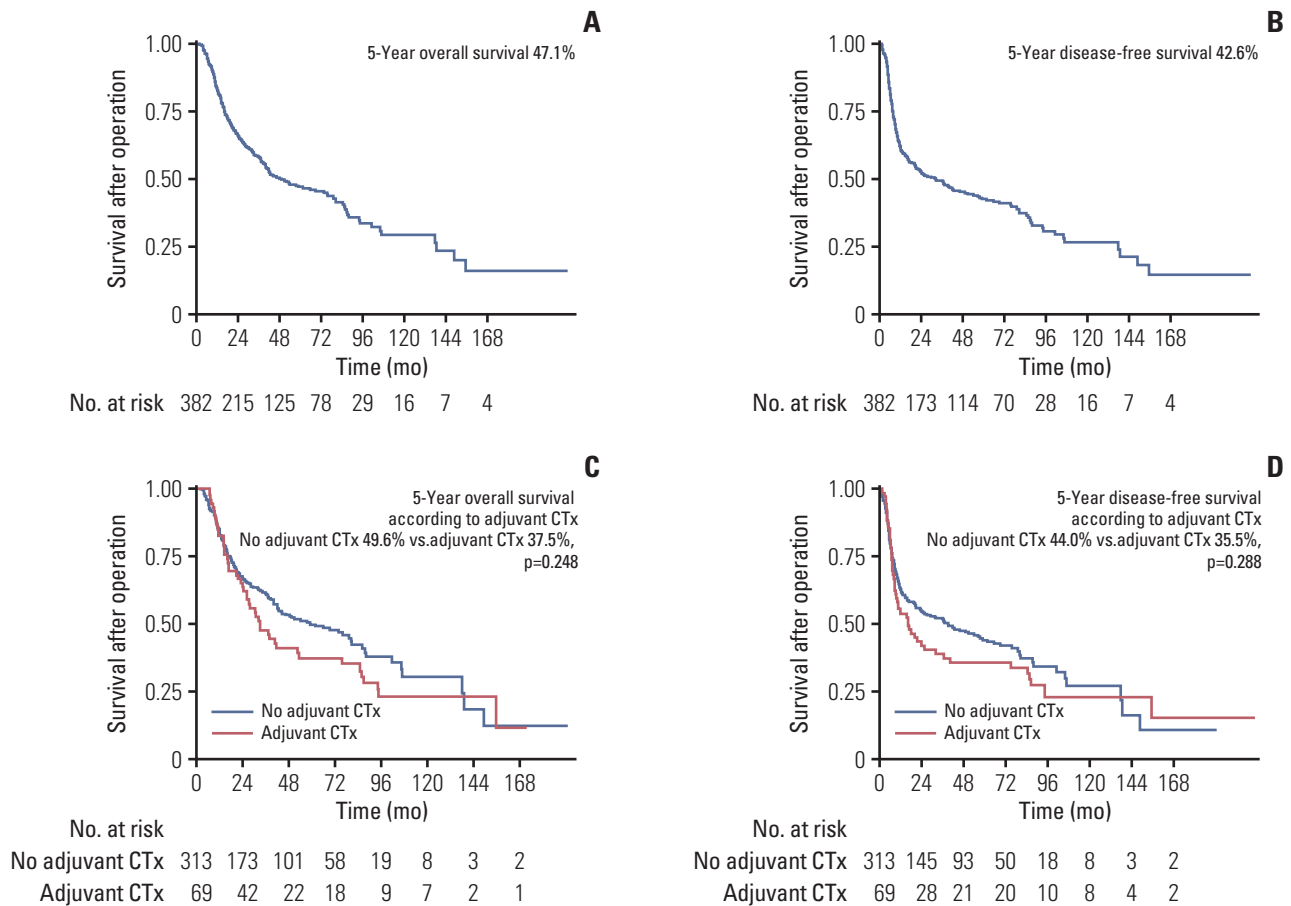 A
5-Year overall survival 47.1%
Survival after operation
1.00
0.75
0.50
0.25
0
0 24 48 72 96 120 144 168
Time (mo)
No. at risk 382 215 125 78 29 16 7 4
B
5-Year disease-free survival 42.6%
Survival after operation
1.00
0.75
0.50
0.25
0
0 24 48 72 96 120 144 168
Time (mo)
No. at risk 382 173 114 70 28 16 7 4
C
5-Year overall survival
according to adjuvant CTx
No adjuvant CTx 49.6% vs.adjuvant CTx 37.5%,
p=0.248
Survival after operation
1.00
0.75
0.50
0.25
0
No adjuvant CTx
Adjuvant CTx
0 24 48 72 96 120 144 168
Time (mo)
No. at risk
No adjuvant CTx 313 173 101 58 19 8 3 2
Adjuvant CTx 69 42 22 18 9 7 2 1
D
5-Year disease-free survival
according to adjuvant CTx
No adjuvant CTx 44.0% vs.adjuvant CTx 35.5%,
p=0.288
Survival after operation
1.00
0.75
0.50
0.25
0
No adjuvant CTx
Adjuvant CTx
0 24 48 72 96 120 144 168
Time (mo)
No. at risk
No adjuvant CTx 313 145 93 50 18 8 3 2
Adjuvant CTx 69 28 21 20 10 8 4 2